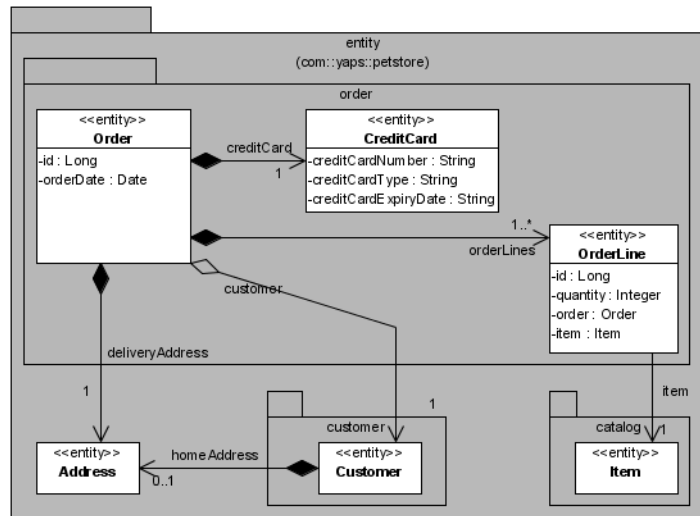 entity
(com::yaps::petstore)
order
<<entity>>
Order
-id : Long
-orderDate : Date
creditCard
1
<<entity>>
CreditCard
-creditCardNumber : String
-creditCardType : String
-creditCardExpiryDate : String
1..*
orderLines
<<entity>>
OrderLine
-id : Long
-quantity : Integer
-order : Order
-item : Item
customer
deliveryAddress
1
1
item
1
customer
catalog
<<entity>>
Address
homeAddress
0..1
<<entity>>
Customer
<<entity>>
Item